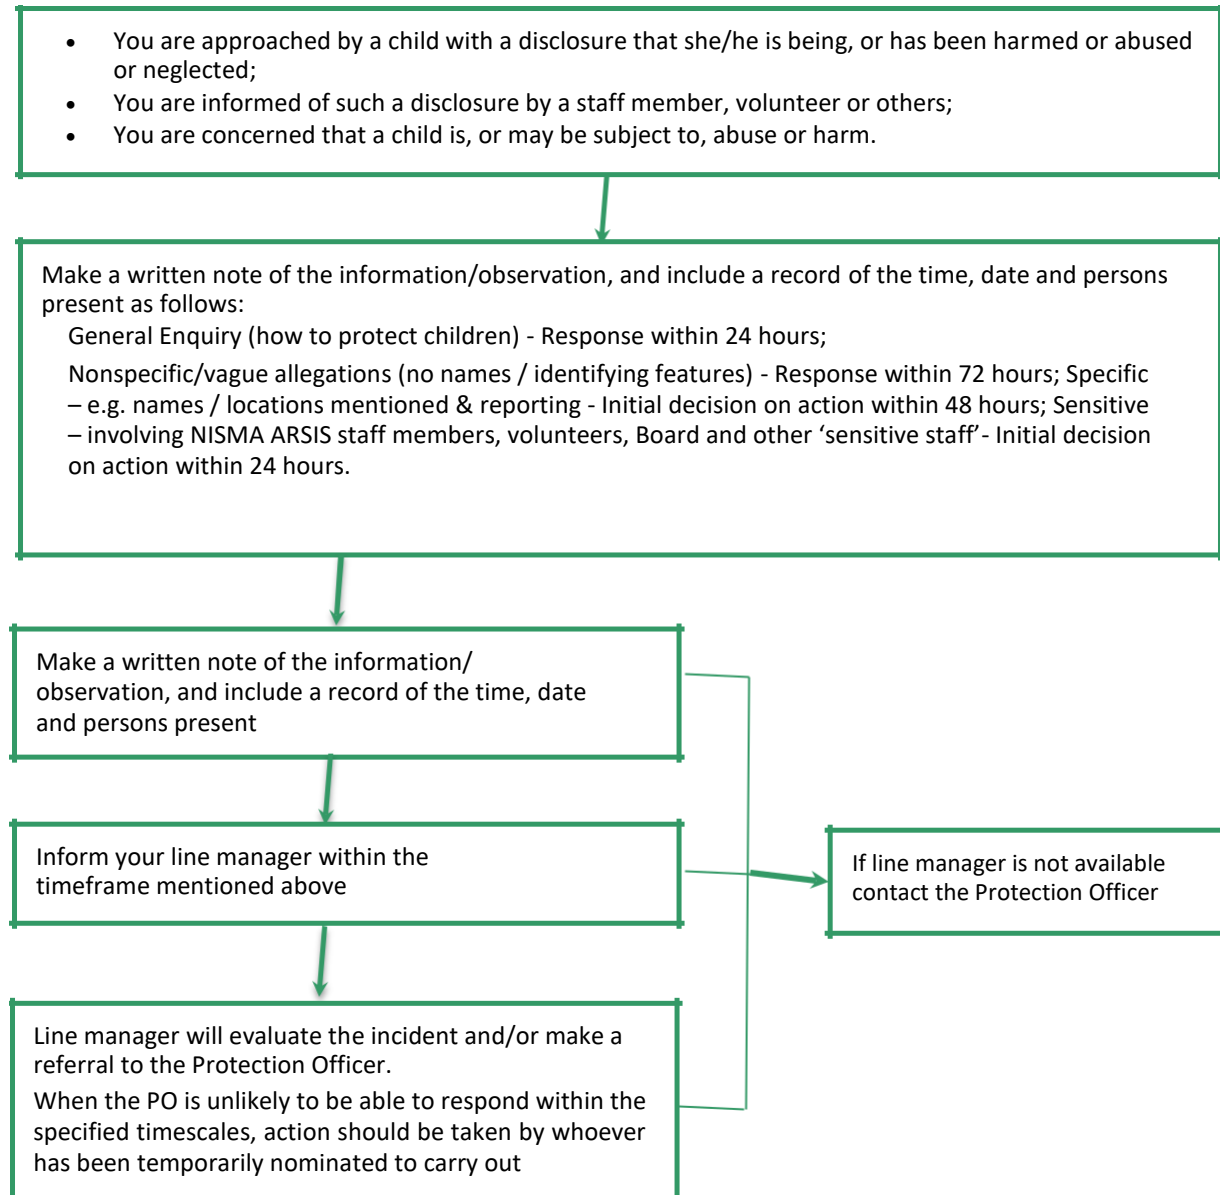 • You are approached by a child with a disclosure that she/he is being, or has been harmed or abused
or neglected;
• You are informed of such a disclosure by a staff member, volunteer or others;
• You are concerned that a child is, or may be subject to, abuse or harm.
Make a written note of the information/observation, and include a record of the time, date and persons
present as follows:
General Enquiry (how to protect children) - Response within 24 hours;
Nonspecific/vague allegations (no names / identifying features) - Response within 72 hours; Specific
– e.g. names / locations mentioned & reporting - Initial decision on action within 48 hours; Sensitive
– involving NISMA ARSIS staff members, volunteers, Board and other ‘sensitive staff’- Initial decision
on action within 24 hours.
Make a written note of the information/
observation, and include a record of the time, date
and persons present
Inform your line manager within the
timeframe mentioned above
If line manager is not available
contact the Protection Officer
Line manager will evaluate the incident and/or make a
referral to the Protection Officer.
When the PO is unlikely to be able to respond within the
specified timescales, action should be taken by whoever
has been temporarily nominated to carry out